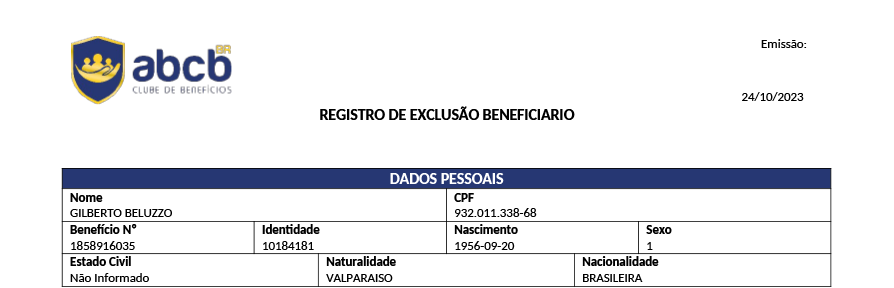 abcb BR
CLUBE DE BENEFÍCIOS
Emissão:
24/10/2023
REGISTRO DE EXCLUSÃO BENEFICIARIO
DADOS PESSOAIS
Nome CPF
GILBERTO BELUZZO 932.011.338-68
Benefício Nº Identidade Nascimento Sexo
1858916035 10184181 1956-09-20 1
Estado Civil Naturalidade Nacionalidade
Não Informado VALPARAISO BRASILEIRA